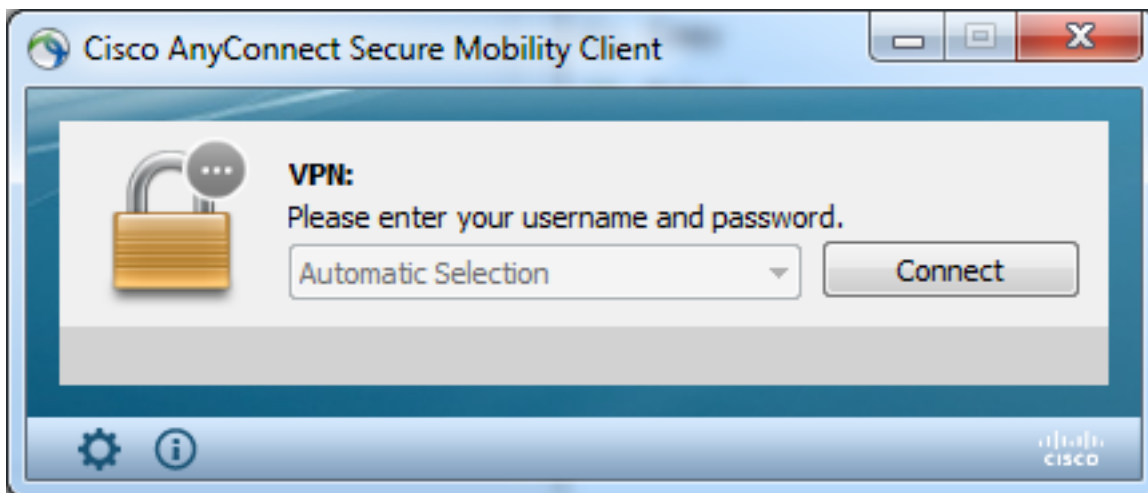 Cisco AnyConnect Secure Mobility Client
VPN:
Please enter your username and password.
Automatic Selection
Connect
CISCO